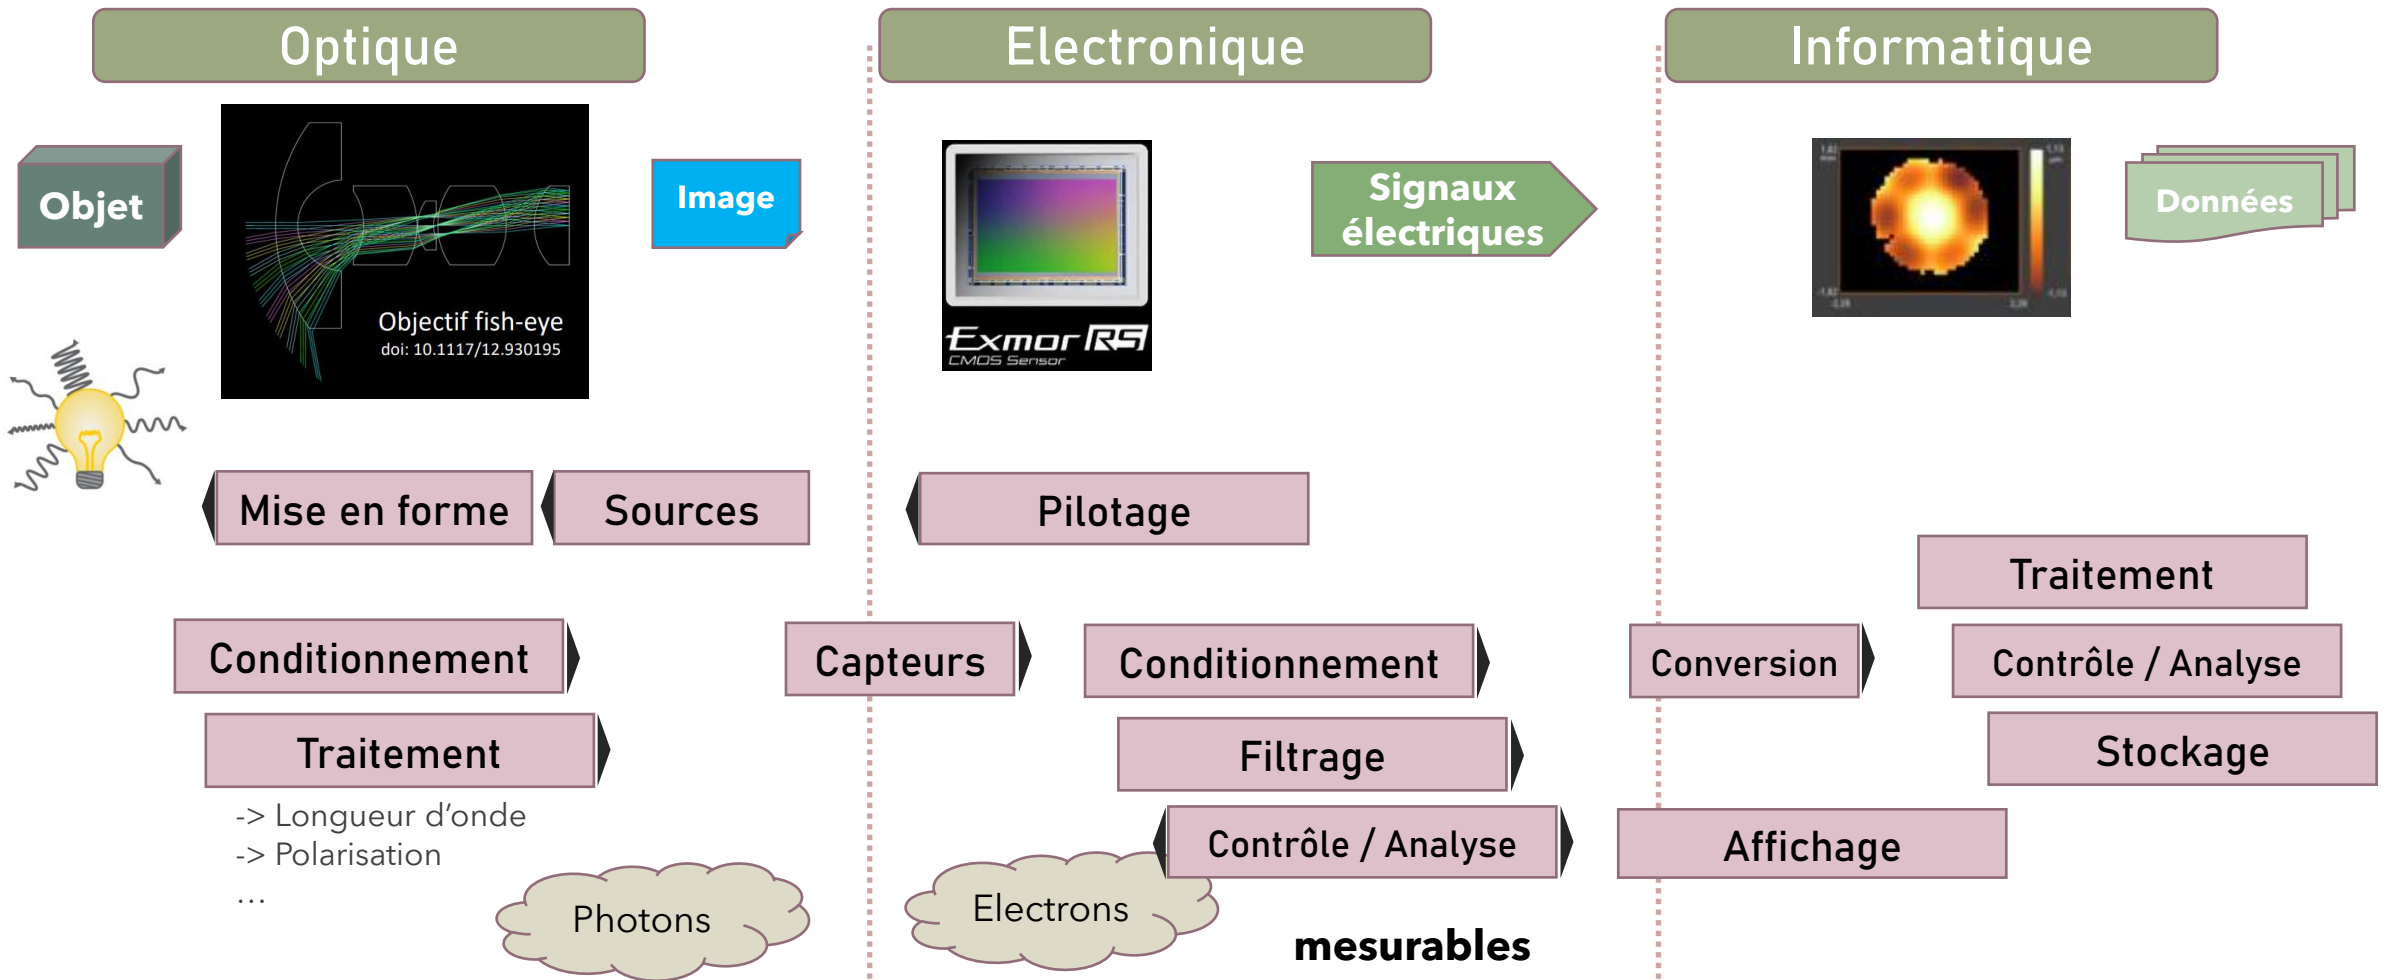 Optique
Electronique
Informatique
Objet
Objectif fish-eye
doi: 10.1117/12.930195
Image
Exmor RS
CMOS Sensor
Signaux
électriques
Données
Mise en forme
Sources
Pilotage
Traitement
Conditionnement
Capteurs
Conditionnement
Conversion
Contrôle / Analyse
Traitement
Filtrage
Stockage
-> Longueur d’onde
-> Polarisation
...
Contrôle / Analyse
Affichage
Photons
Electrons
mesurables